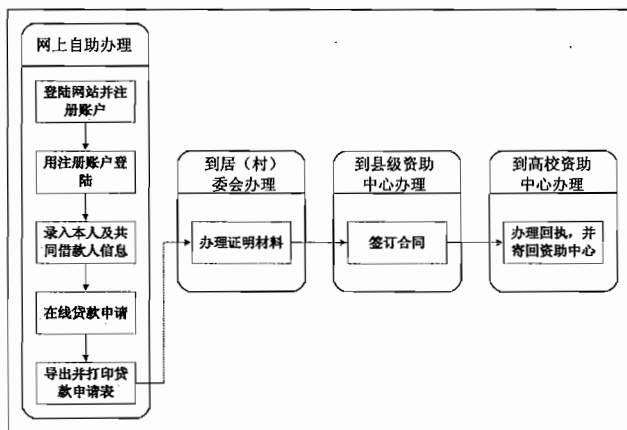 网上自助办理
登陆网站并注
册账户
用注册账户登
陆
录入本人及共
同借款人信息
在线贷款申请
导出并打印贷
款申请表
到居（村）
委会办理
办理证明材料
到县级资助
中心办理
签订合同
到高校资助
中心办理
办理回执，并
寄回资助中心